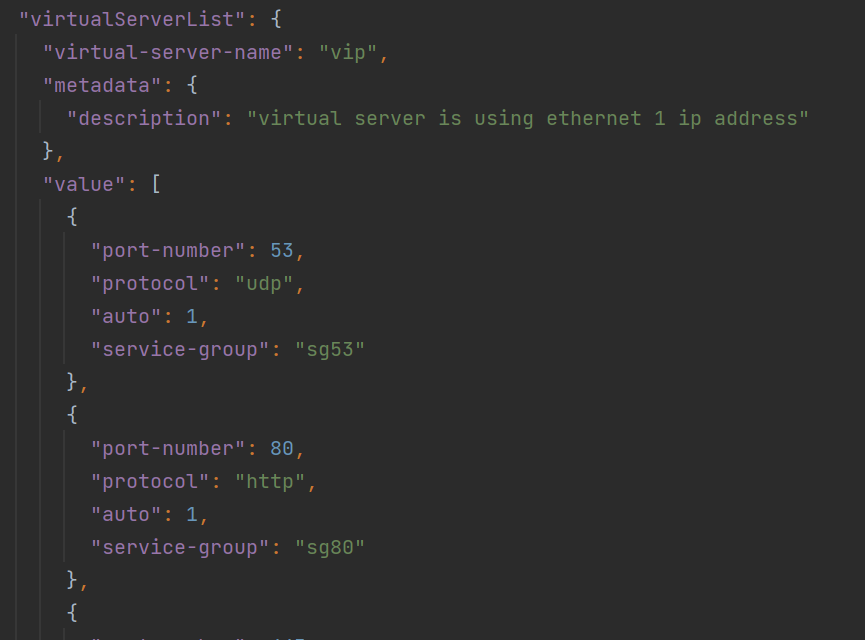 "virtualServerList": {
"virtual-server-name": "vip",
"metadata": {
"description": "virtual server is using ethernet 1 ip address"
},
"value": [
{
"port-number": 53,
"protocol": "udp",
"auto": 1,
"service-group": "sg53"
},
{
"port-number": 80,
"protocol": "http",
"auto": 1,
"service-group": "sg80"
},
{